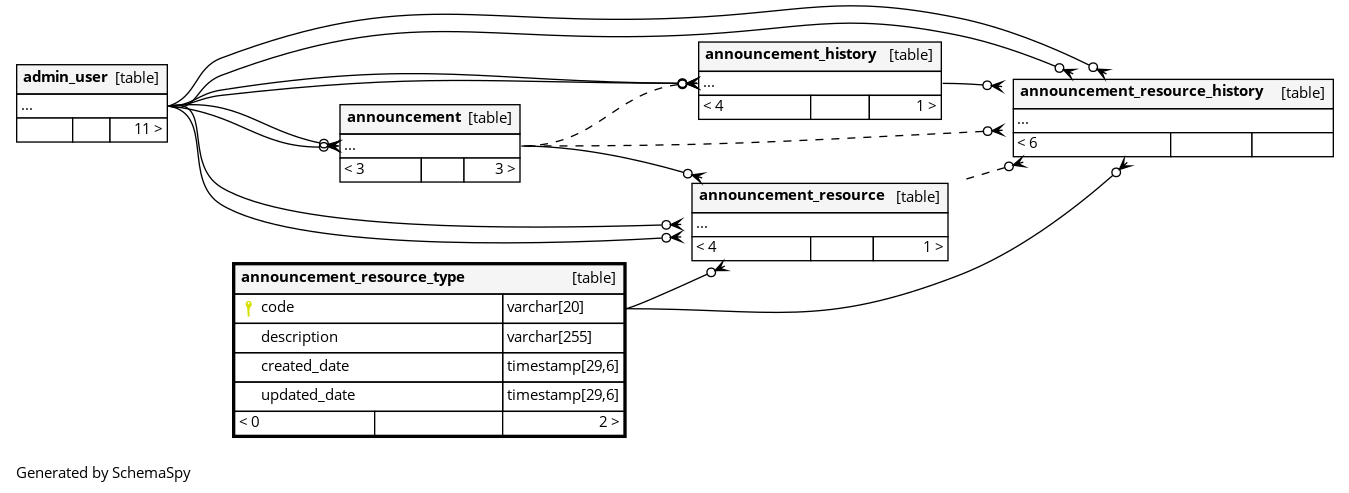 admin_user [table]
...
11 >
announcement [table]
...
< 3 3 >
announcement_history [table]
...
< 4 1 >
announcement_resource_history [table]
...
< 6
announcement_resource [table]
...
< 4 1 >
announcement_resource_type [table]
code varchar[20]
description varchar[255]
created_date timestamp[29,6]
updated_date timestamp[29,6]
< 0 2 >
Generated by SchemaSpy